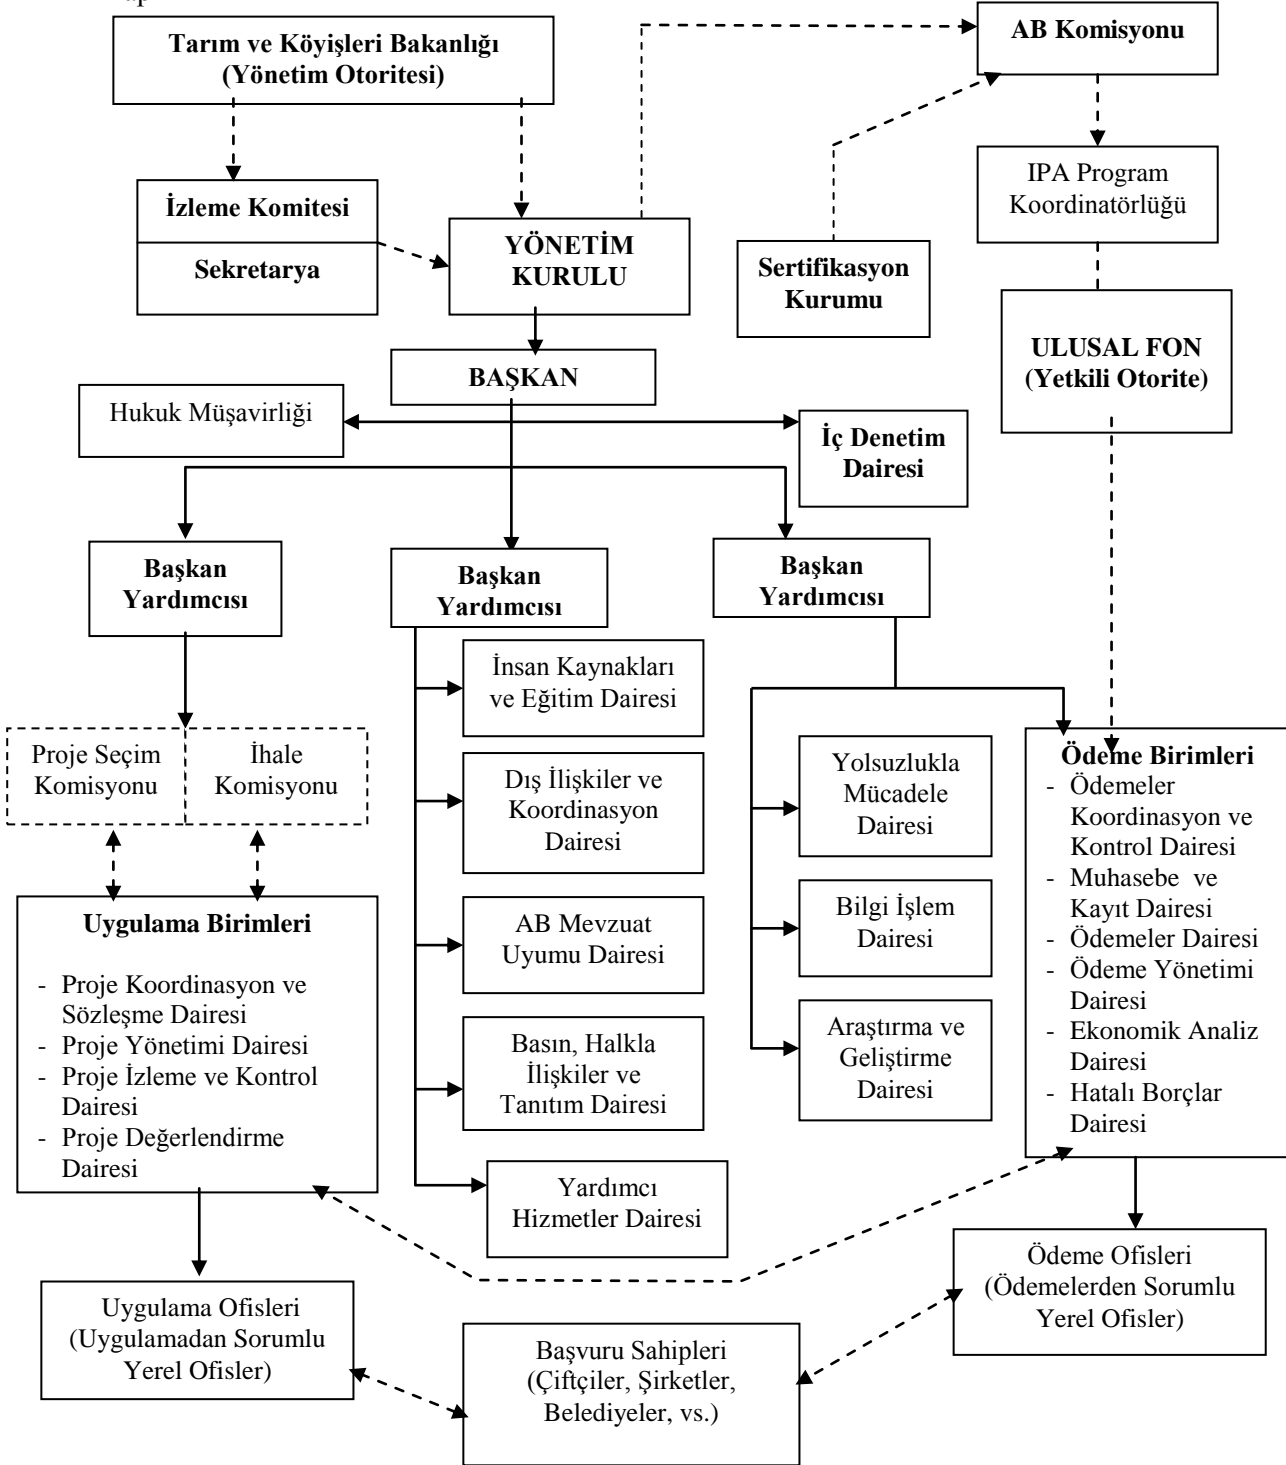 Tarım ve Köyişleri Bakanlığı
(Yönetim Otoritesi)
AB Komisyonu
IPA Program
Koordinatörlüğü
İzleme Komitesi
Sekretarya
YÖNETİM
KURULU
Sertifikasyon
Kurumu
ULUSAL FON
(Yetkili Otorite)
BAŞKAN
Hukuk Müşavirliği
İç Denetim
Dairesi
Başkan
Yardımcısı
Başkan
Yardımcısı
Başkan
Yardımcısı
Proje Seçim
Komisyonu
İhale
Komisyonu
Uygulama Birimleri
- Proje Koordinasyon ve
Sözleşme Dairesi
- Proje Yönetimi Dairesi
- Proje İzleme ve Kontrol
Dairesi
- Proje Değerlendirme
Dairesi
İnsan Kaynakları
ve Eğitim Dairesi
Dış İlişkiler ve
Koordinasyon
Dairesi
AB Mevzuat
Uyumu Dairesi
Basın, Halkla
İlişkiler ve
Tanıtım Dairesi
Yardımcı
Hizmetler Dairesi
Yolsuzlukla
Mücadele
Dairesi
Bilgi İşlem
Dairesi
Araştırma ve
Geliştirme
Dairesi
Ödeme Birimleri
- Ödemeler
Koordinasyon ve
Kontrol Dairesi
- Muhasebe ve
Kayıt Dairesi
- Ödemeler Dairesi
- Ödeme Yönetimi
Dairesi
- Ekonomik Analiz
Dairesi
- Hatalı Borçlar
Dairesi
Uygulama Ofisleri
(Uygulamadan Sorumlu
Yerel Ofisler)
Başvuru Sahipleri
(Çiftçiler, Şirketler,
Belediyeler, vs.)
Ödeme Ofisleri
(Ödemelerden Sorumlu
Yerel Ofisler)